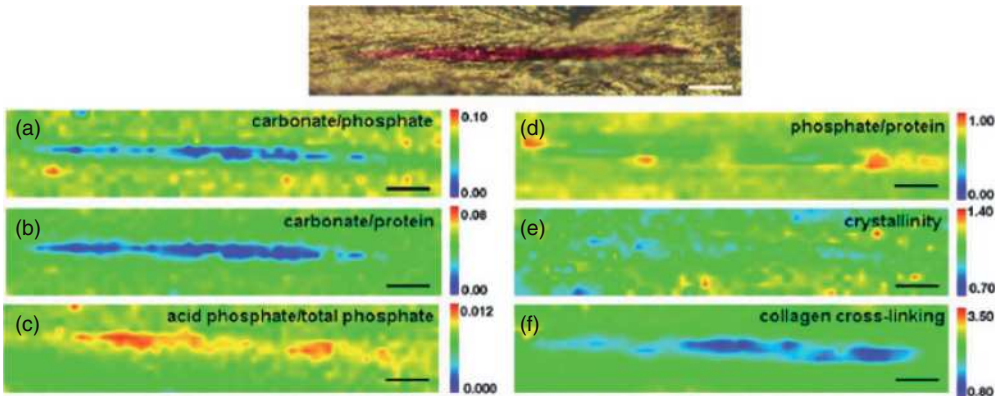 (a) carbonate/phosphate 0.10 0.00
(b) carbonate/protein 0.08 0.00
(c) acid phosphate/total phosphate 0.012 0.000
(d) phosphate/protein 1.00 0.00
(e) crystallinity 1.40 0.70
(f) collagen cross-linking 3.50 0.80